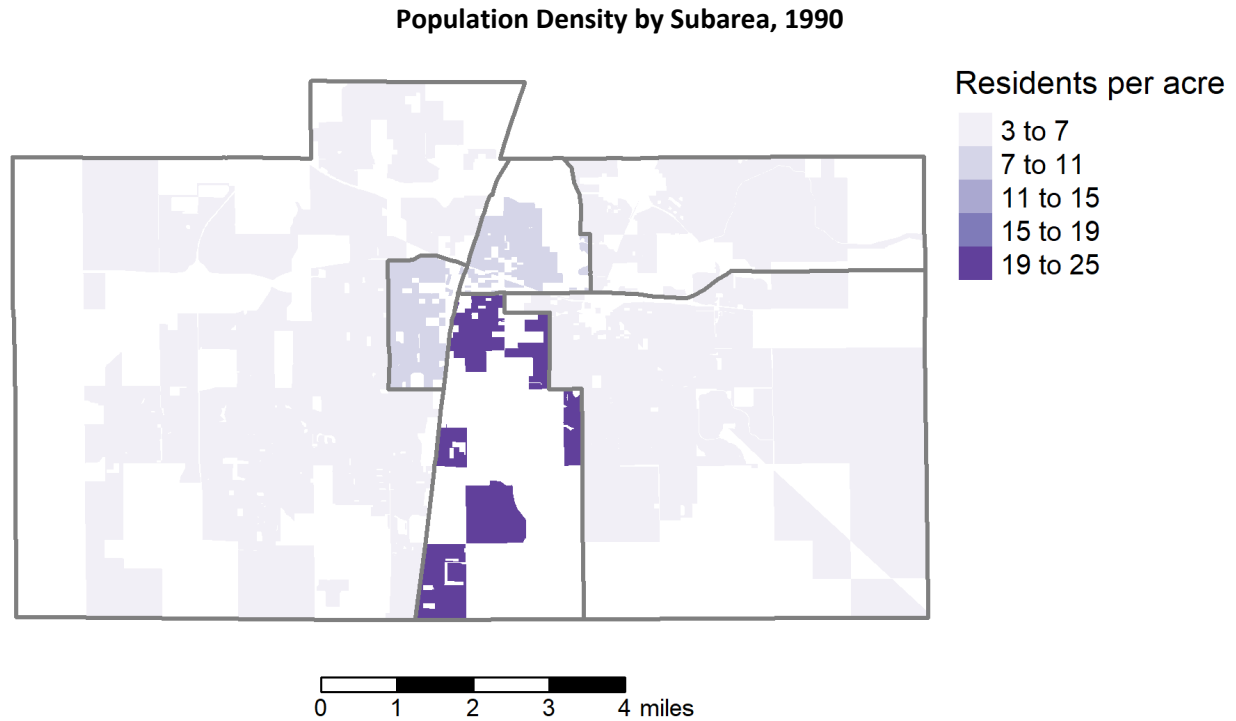 Population Density by Subarea, 1990
Residents per acre
3 to 7
7 to 11
11 to 15
15 to 19
19 to 25
0 1 2 3 4 miles